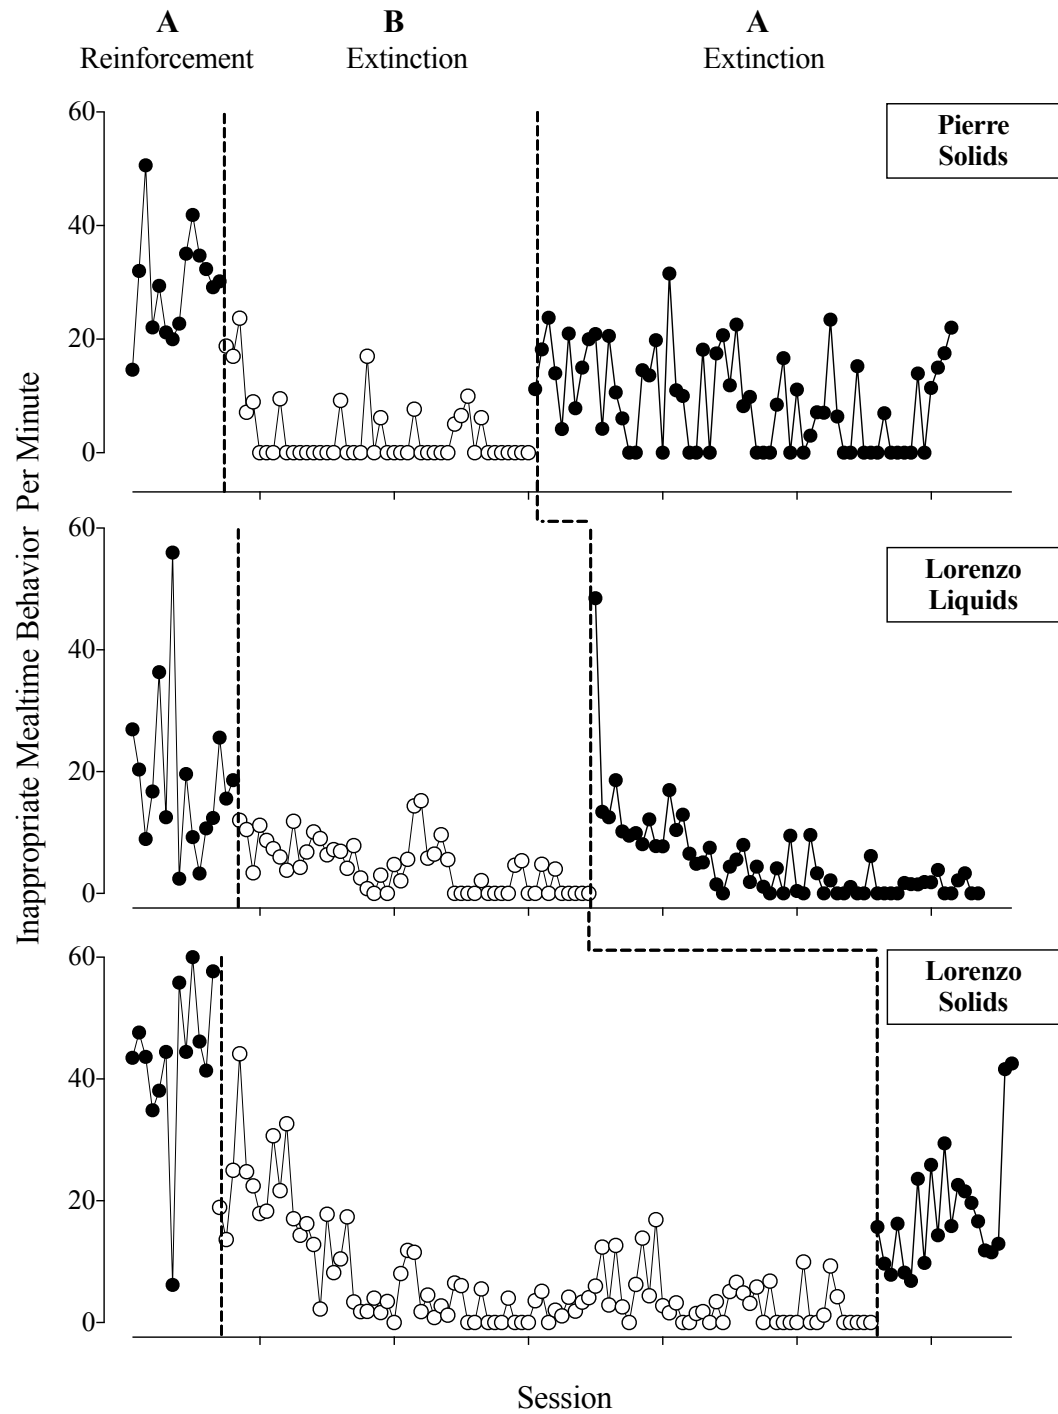 A B A
Reinforcement Extinction Extinction
60
40
20
0
Pierre
Solids
Inappropriate Mealtime Behavior Per Minute
60
40
20
0
Lorenzo
Liquids
60
40
20
0
Lorenzo
Solids
Session